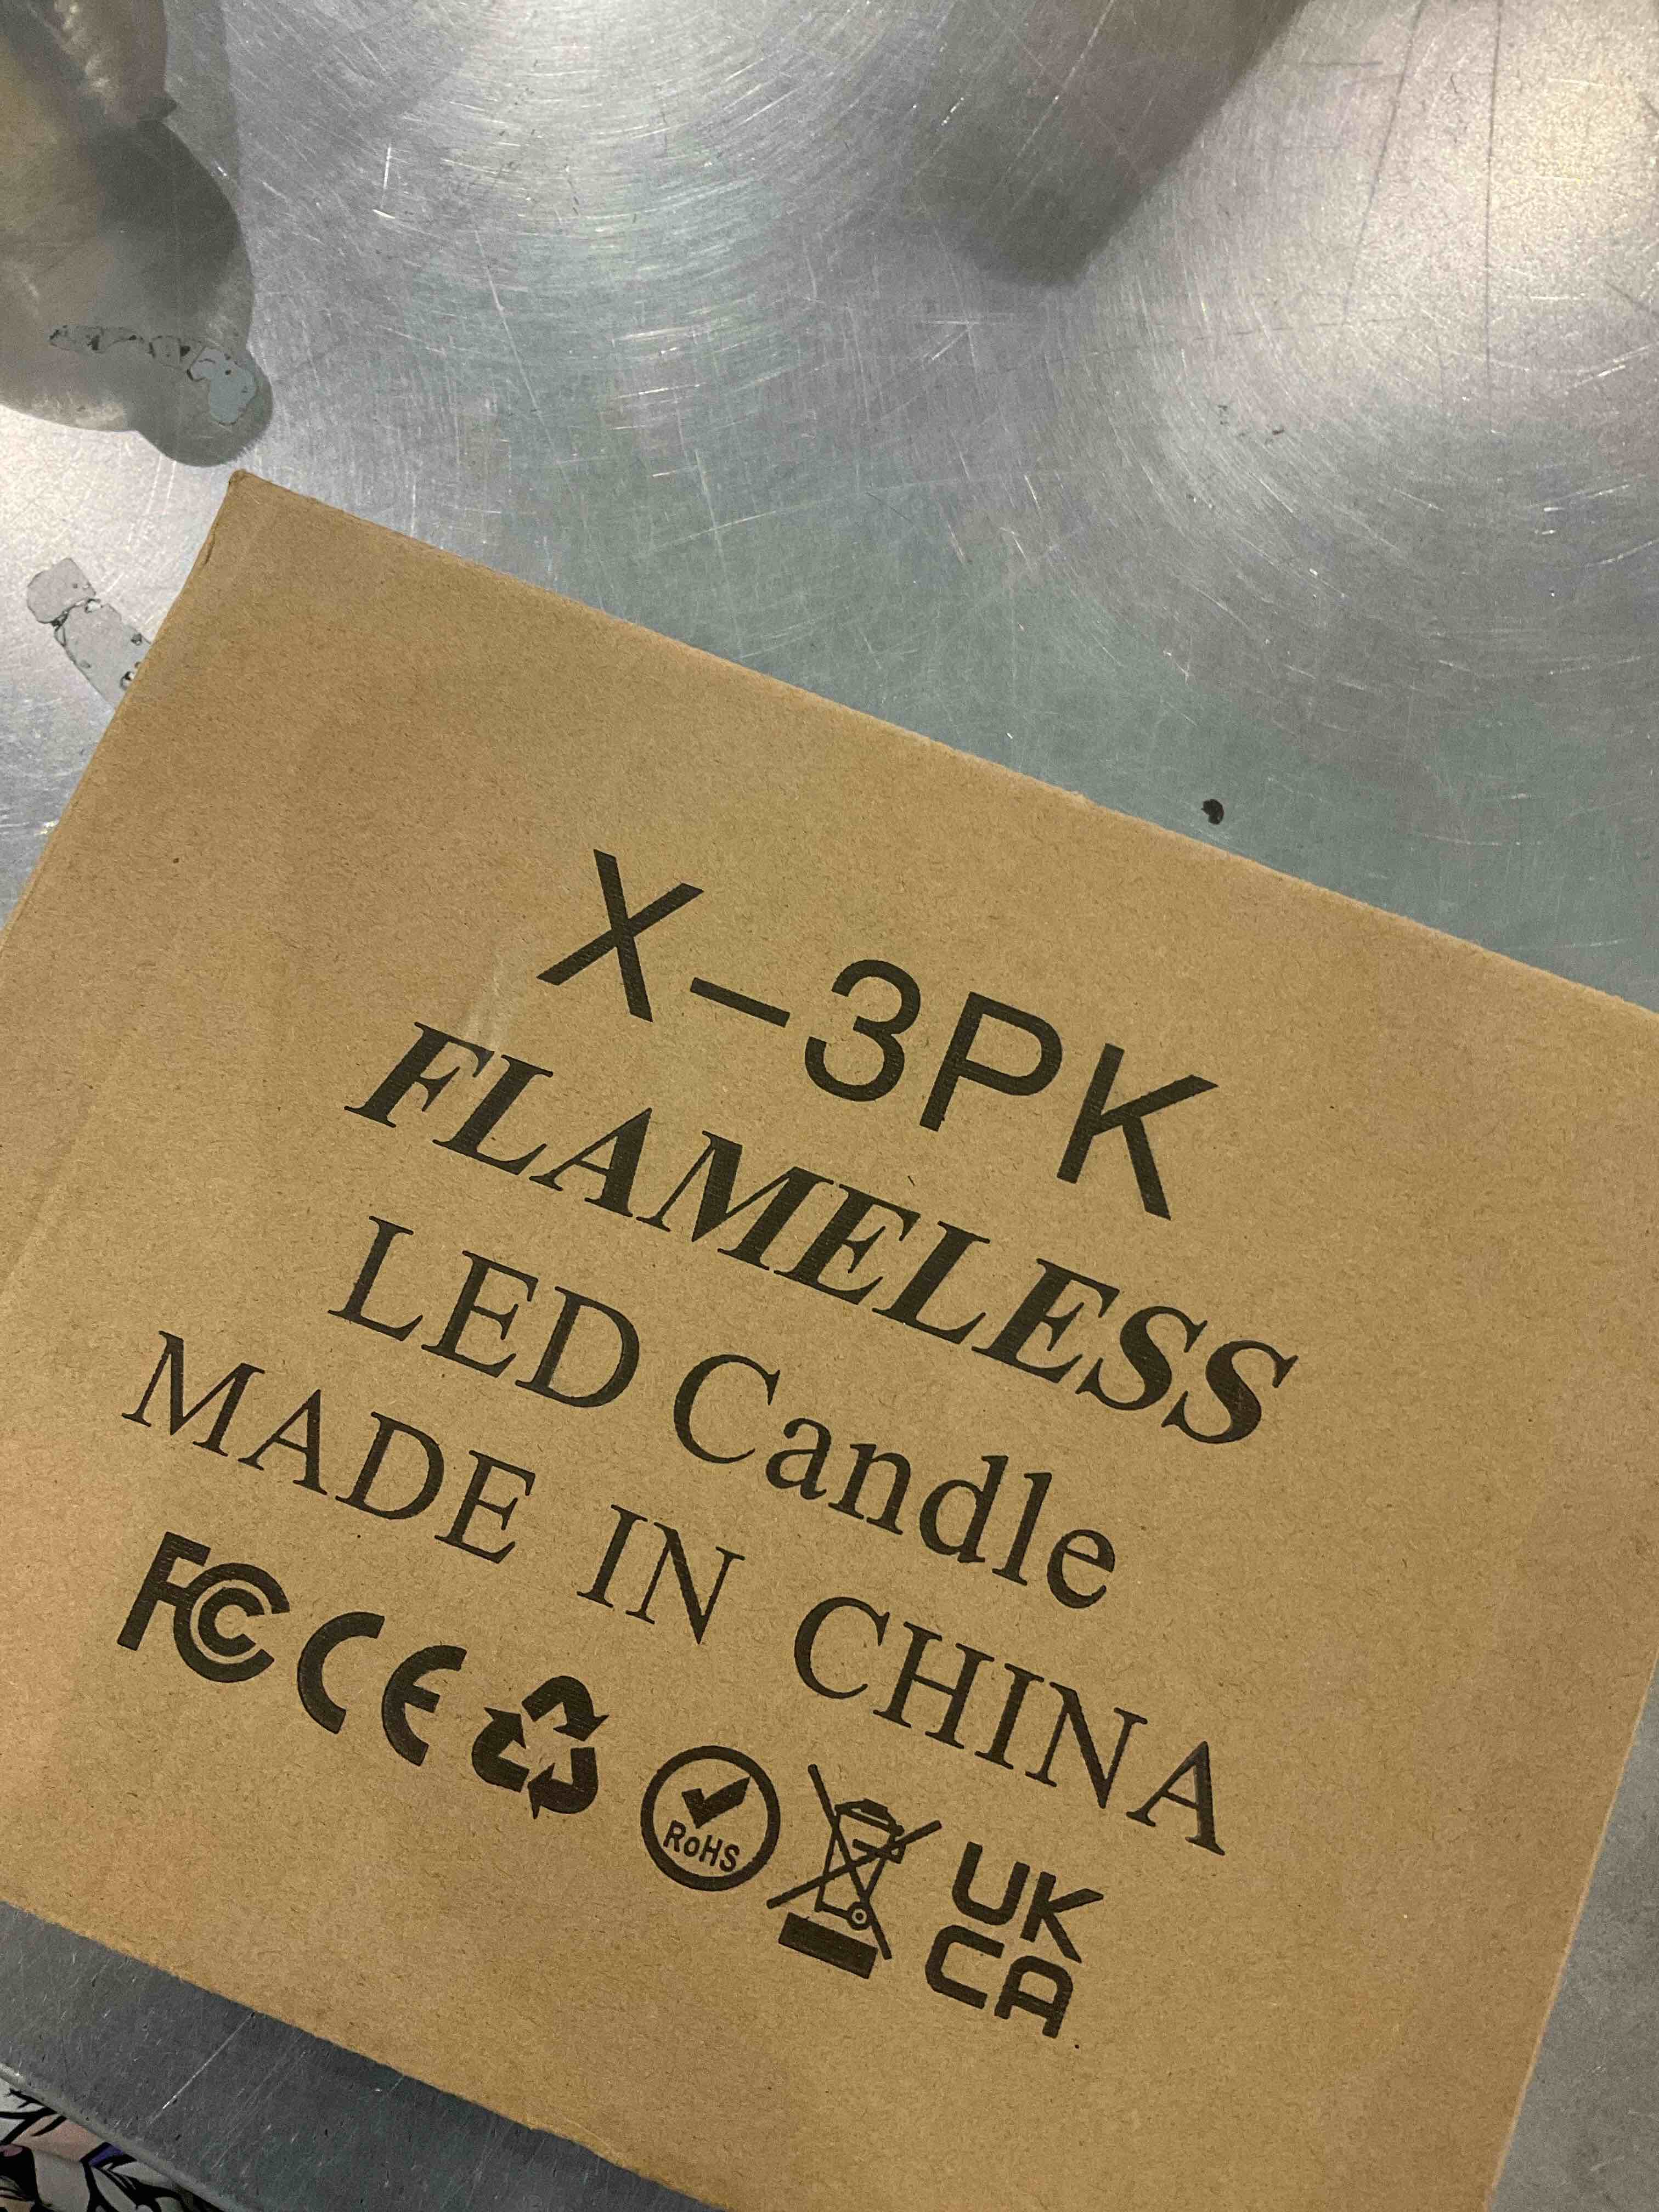 X-3PK
FLAMELESS
LED Candle
MADE IN CHINA
FC CE RoHS UK
CA